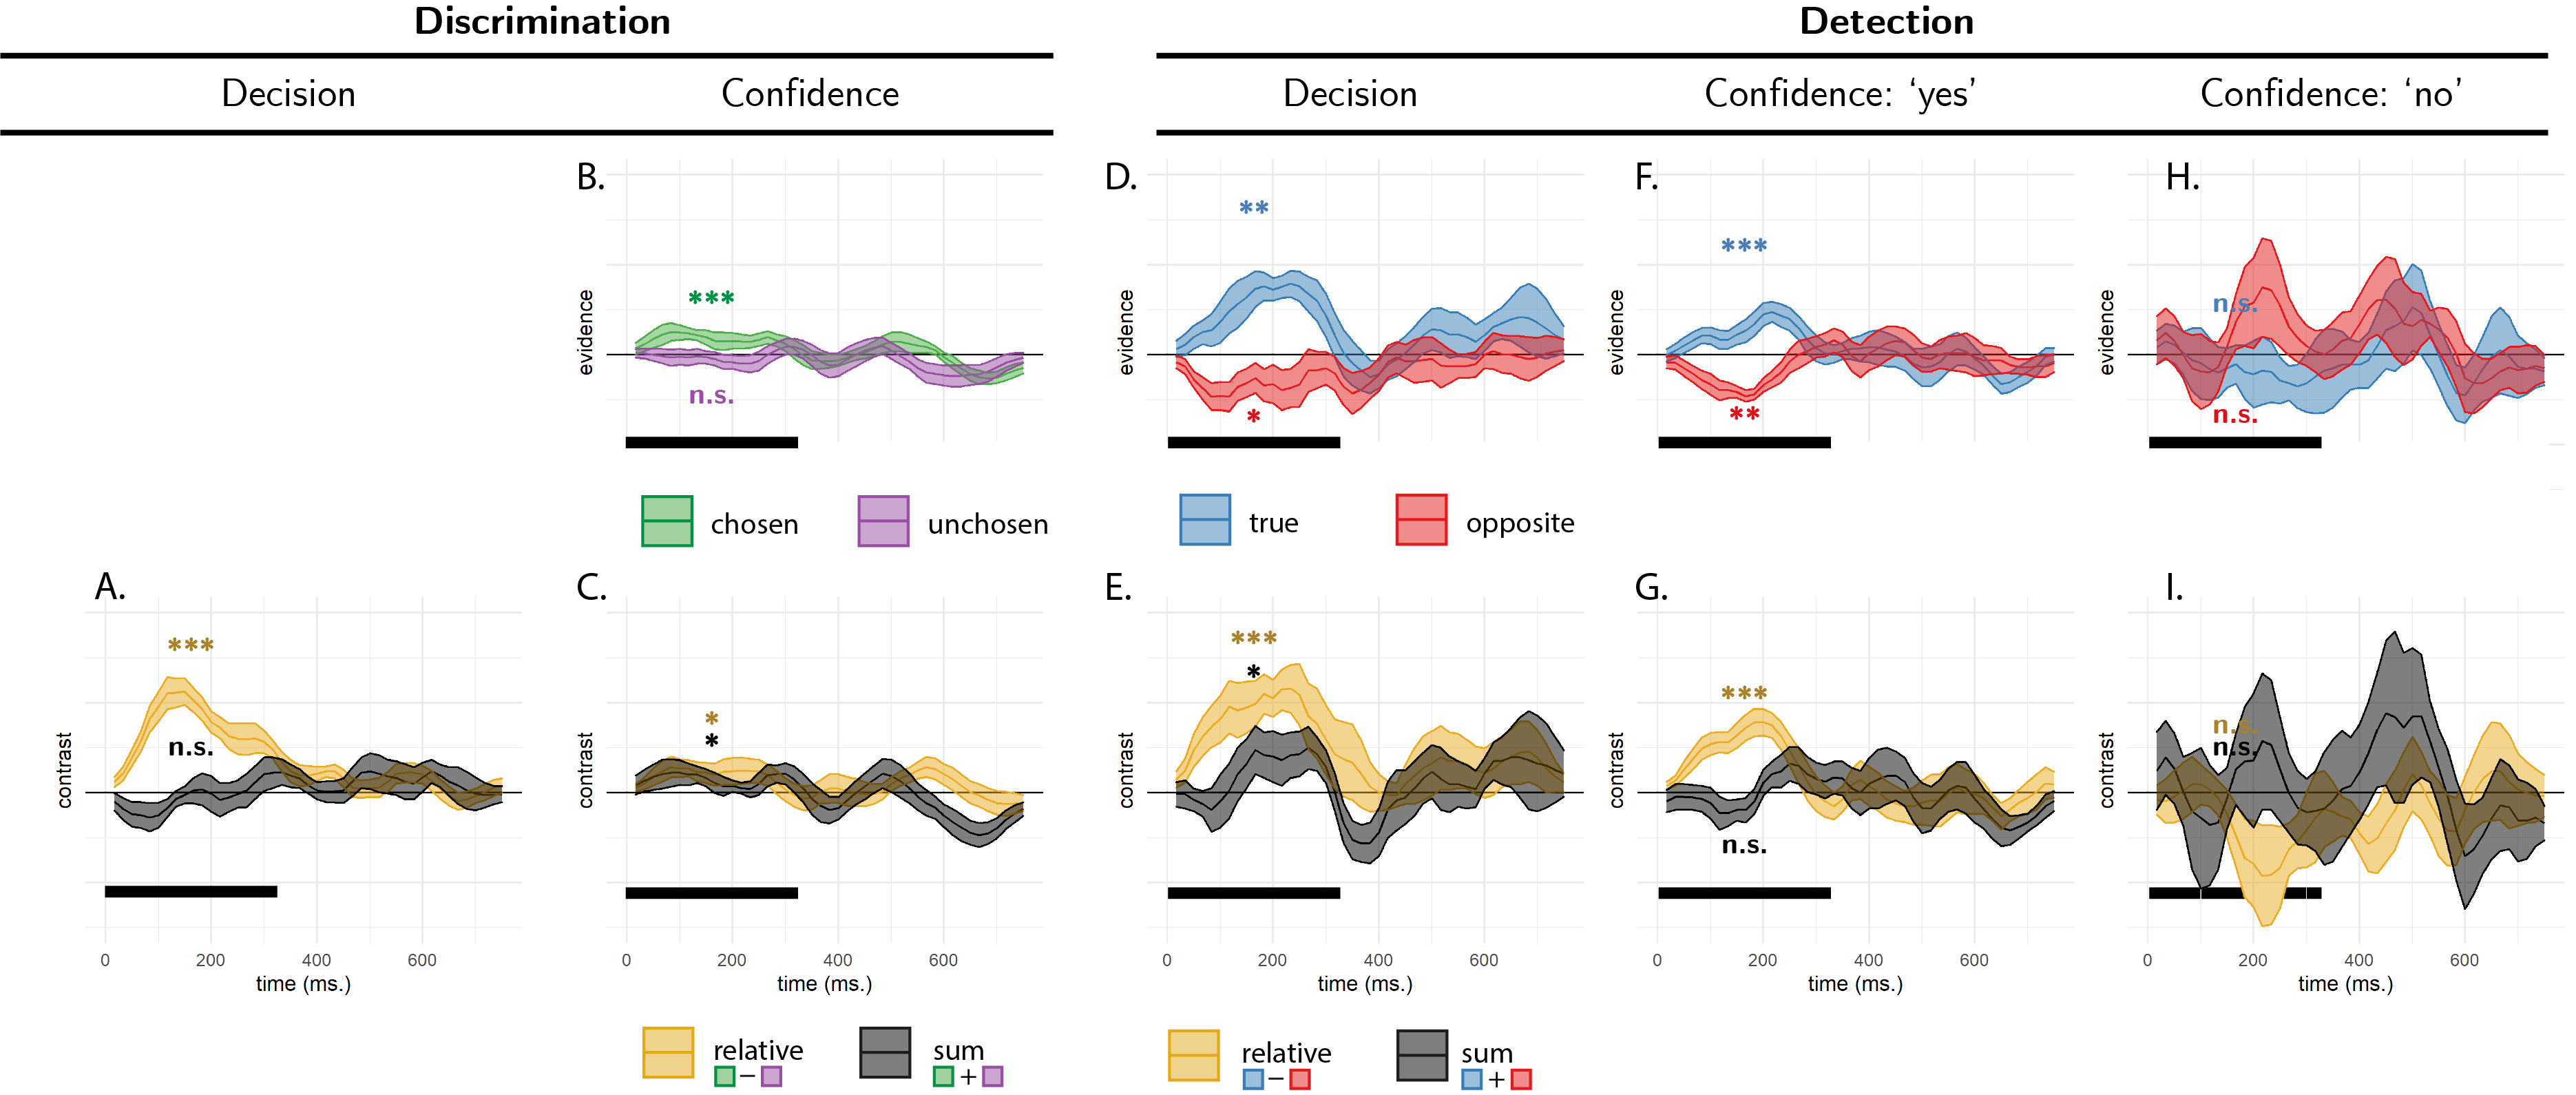 Discrimination
Detection
Decision
Confidence
Decision
Confidence: ‘yes’
Confidence: ‘no’
B.
evidence
***
n.s.
D.
evidence
**
*
F.
evidence
***
**
H.
evidence
n.s.
n.s.
chosen
unchosen
true
opposite
A.
contrast
***
n.s.
0 200 400 600
time (ms.)
C.
contrast
*
*
0 200 400 600
time (ms.)
E.
contrast
***
*
0 200 400 600
time (ms.)
G.
contrast
***
n.s.
0 200 400 600
time (ms.)
I.
contrast
n.s.
n.s.
0 200 400 600
time (ms.)
relative
–
sum
+
relative
–
sum
+